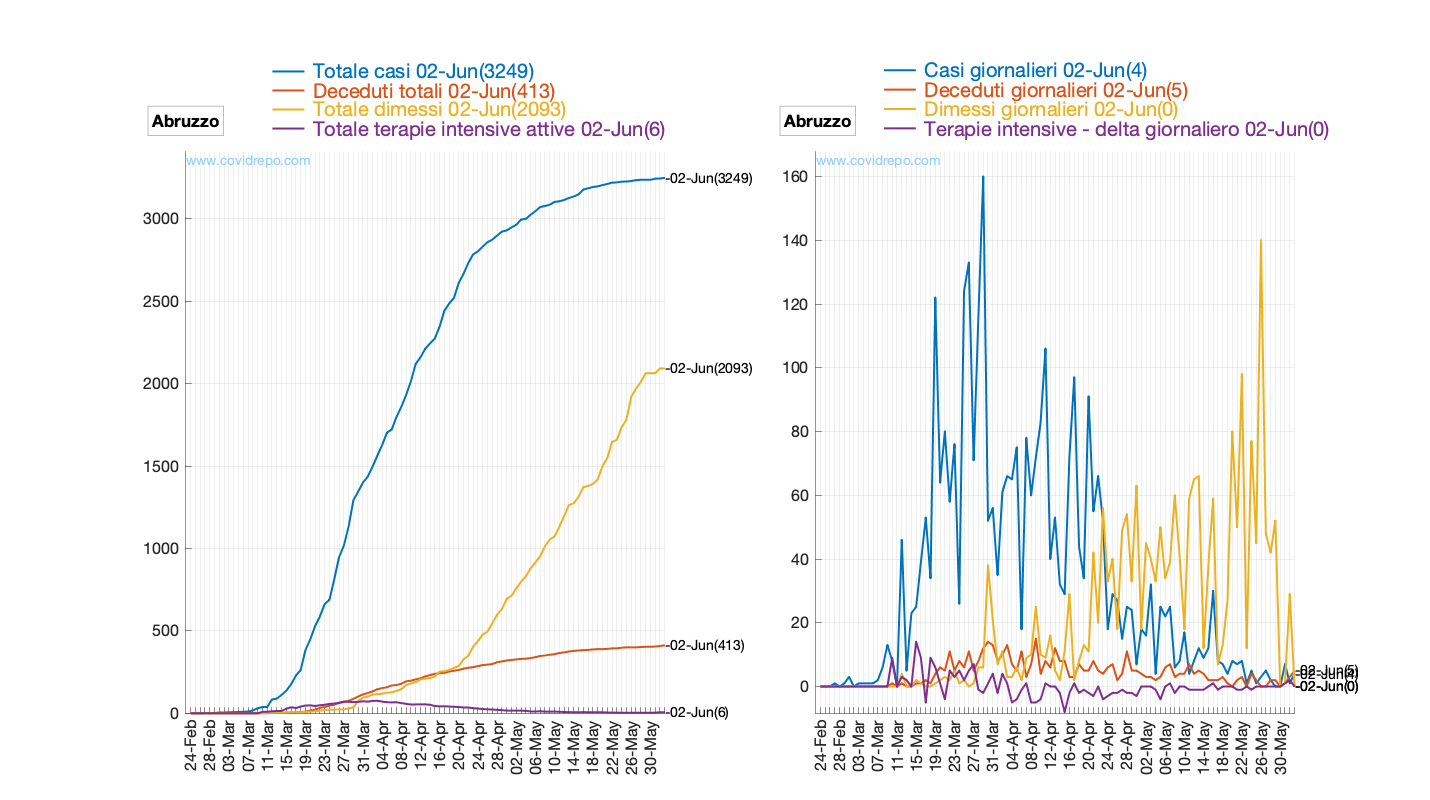 Totale casi 02-Jun(3249)
Deceduti totali 02-Jun(413)
Totale dimessi 02-Jun(2093)
Totale terapie intensive attive 02-Jun(6)
Abruzzo
www.covidrepo.com
3000
2500
2000
1500
1000
500
0
-02-Jun(3249)
-02-Jun(2093)
-02-Jun(413)
-02-Jun(6)
24-Feb
28-Feb
03-Mar
07-Mar
11-Mar
15-Mar
19-Mar
23-Mar
27-Mar
31-Mar
04-Apr
08-Apr
12-Apr
16-Apr
20-Apr
24-Apr
28-Apr
02-May
06-May
10-May
14-May
18-May
22-May
26-May
30-May
Casi giornalieri 02-Jun(4)
Deceduti giornalieri 02-Jun(5)
Dimessi giornalieri 02-Jun(0)
Terapie intensive - delta giornaliero 02-Jun(0)
Abruzzo
www.covidrepo.com
160
140
120
100
80
60
40
20
0
-02-Jun(5)
-02-Jun(4)
-02-Jun(0)
24-Feb
28-Feb
03-Mar
07-Mar
11-Mar
15-Mar
19-Mar
23-Mar
27-Mar
31-Mar
04-Apr
08-Apr
12-Apr
16-Apr
20-Apr
24-Apr
28-Apr
02-May
06-May
10-May
14-May
18-May
22-May
26-May
30-May